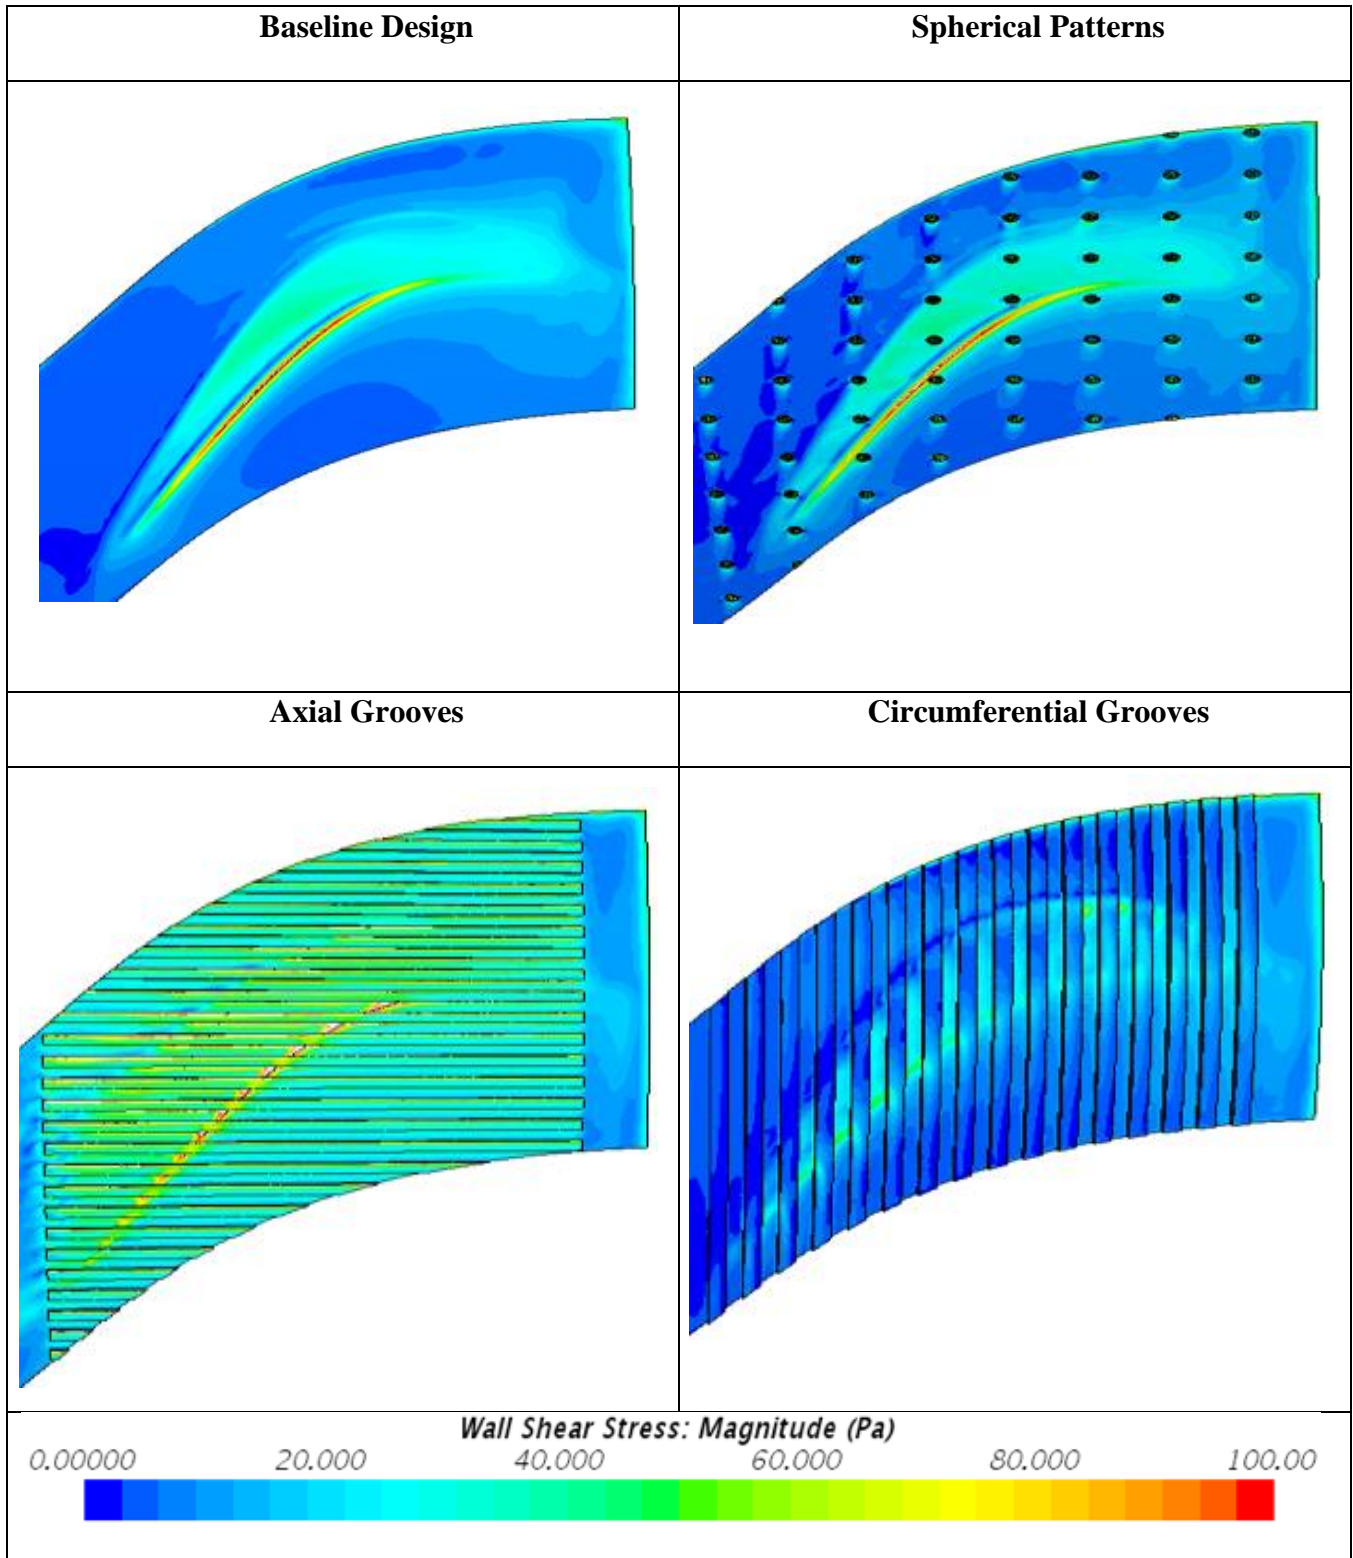 Baseline Design
Spherical Patterns
Axial Grooves
Circumferential Grooves
Wall Shear Stress: Magnitude (Pa)
0.00000 20.000 40.000 60.000 80.000 100.00